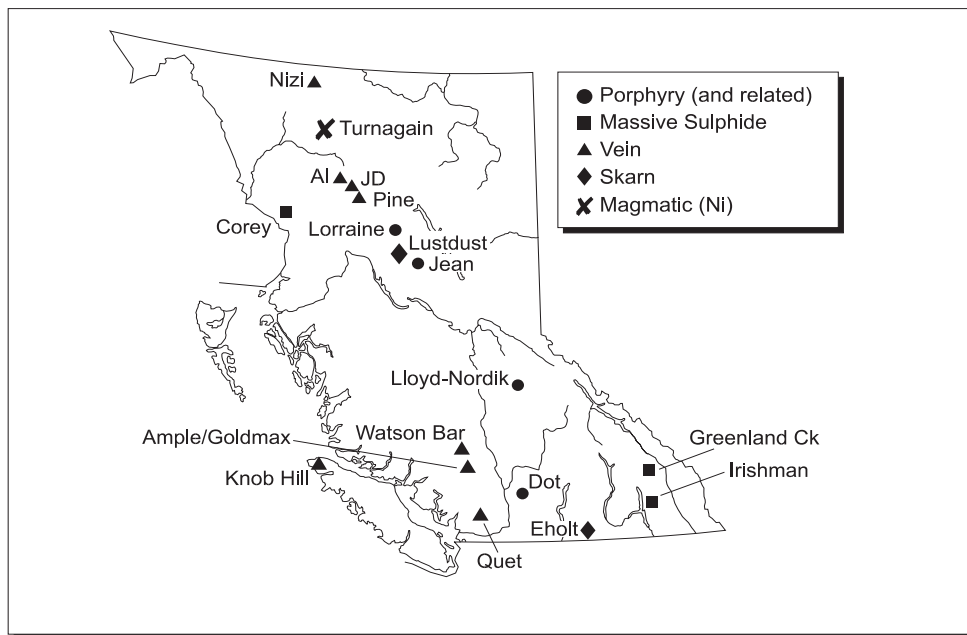 Nizi
Turnagain
Al
JD
Pine
Corey
Lorraine
Lustdust
Jean
Lloyd-Nordik
Ample/Goldmax
Watson Bar
Knob Hill
Dot
Eholt
Quet
Greenland Ck
Irishman
Porphyry (and related)
Massive Sulphide
Vein
Skarn
Magmatic (Ni)